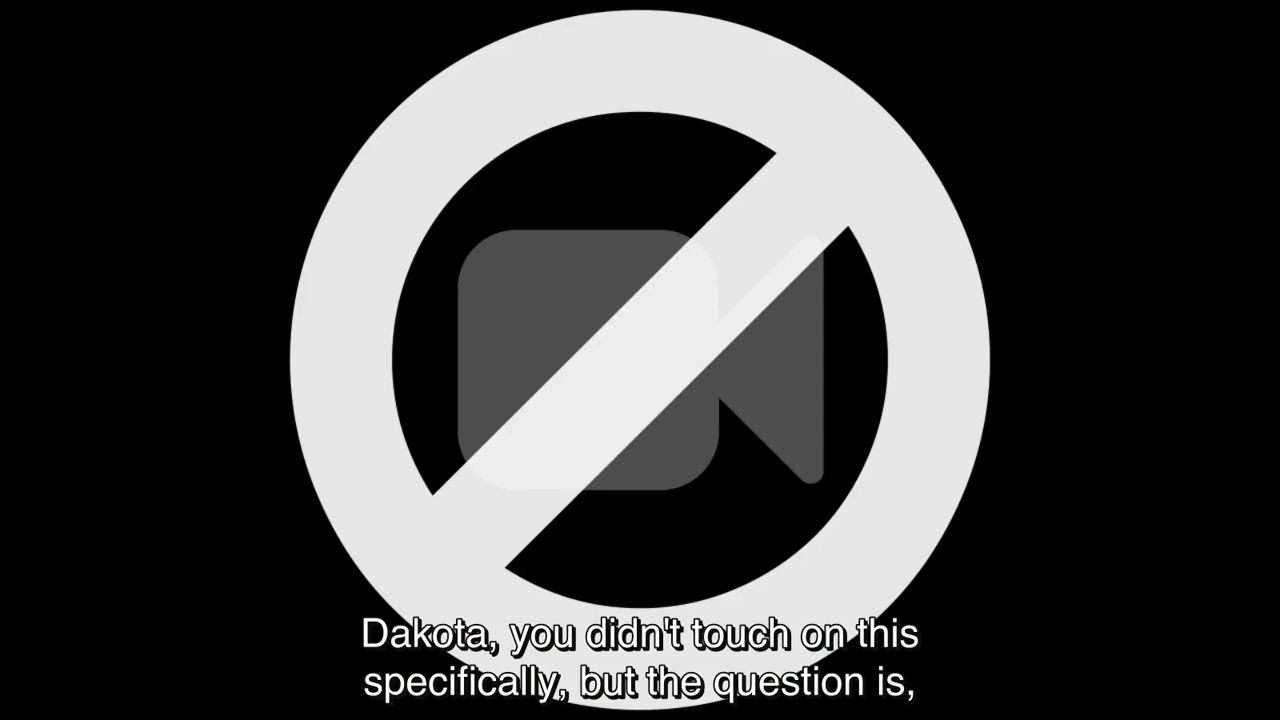 Dakota, you didn't touch on this
specifically, but the question is,